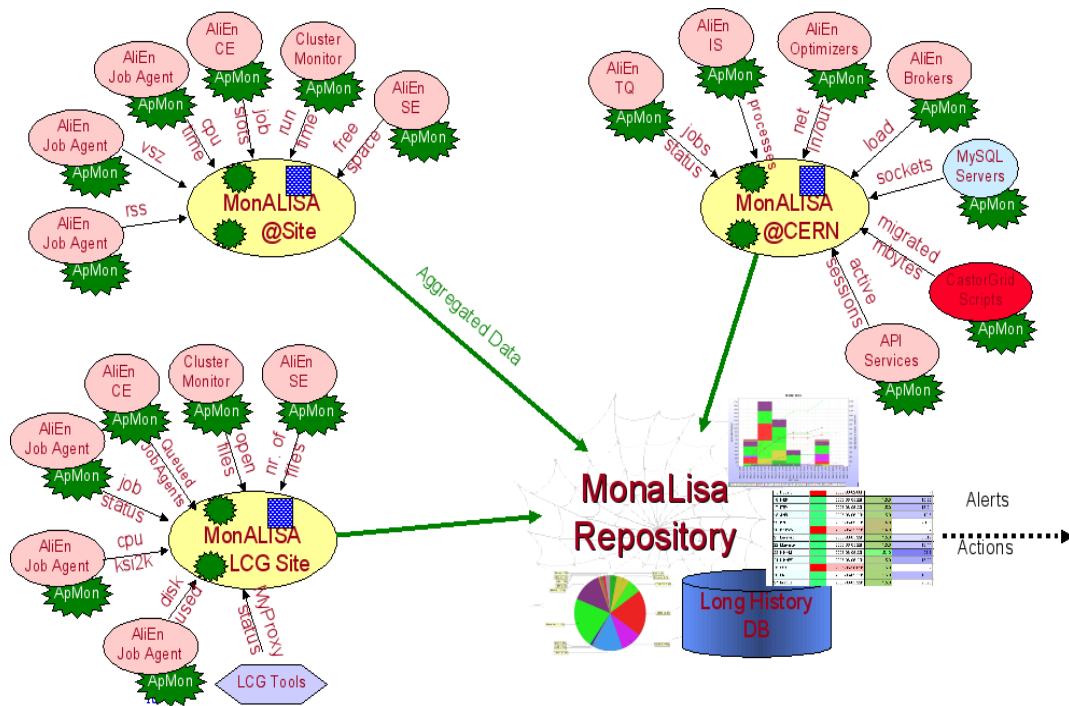 AliEn
Job Agent
ApMon
AliEn
CE
ApMon
Cluster
Monitor
ApMon
AliEn
SE
ApMon
AliEn
Job Agent
ApMon
AliEn
Job Agent
ApMon
rss
vsz
cpu
time
job
slots
run
time
free
space
MonALISA
@Site
AliEn
TQ
ApMon
AliEn
IS
ApMon
AliEn
Optimizers
ApMon
AliEn
Brokers
ApMon
MySQL
Servers
ApMon
CastorGrid
Scripts
ApMon
API
Services
ApMon
jobs
status
processes
net
in/out
load
sockets
migrated
mbytes
active
sessions
MonALISA
@CERN
Aggregated Data
AliEn
Job Agent
ApMon
AliEn
CE
ApMon
Cluster
Monitor
ApMon
AliEn
SE
ApMon
AliEn
Job Agent
ApMon
AliEn
Job Agent
ApMon
LCG Tools
job
status
Queued
JobAgents
open
files
nr. of
files
cpu
ksi2k
disk
used
MyProxy
status
MonALISA
LCG Site
MonaLisa
Repository
Long History
DB
Alerts
Actions